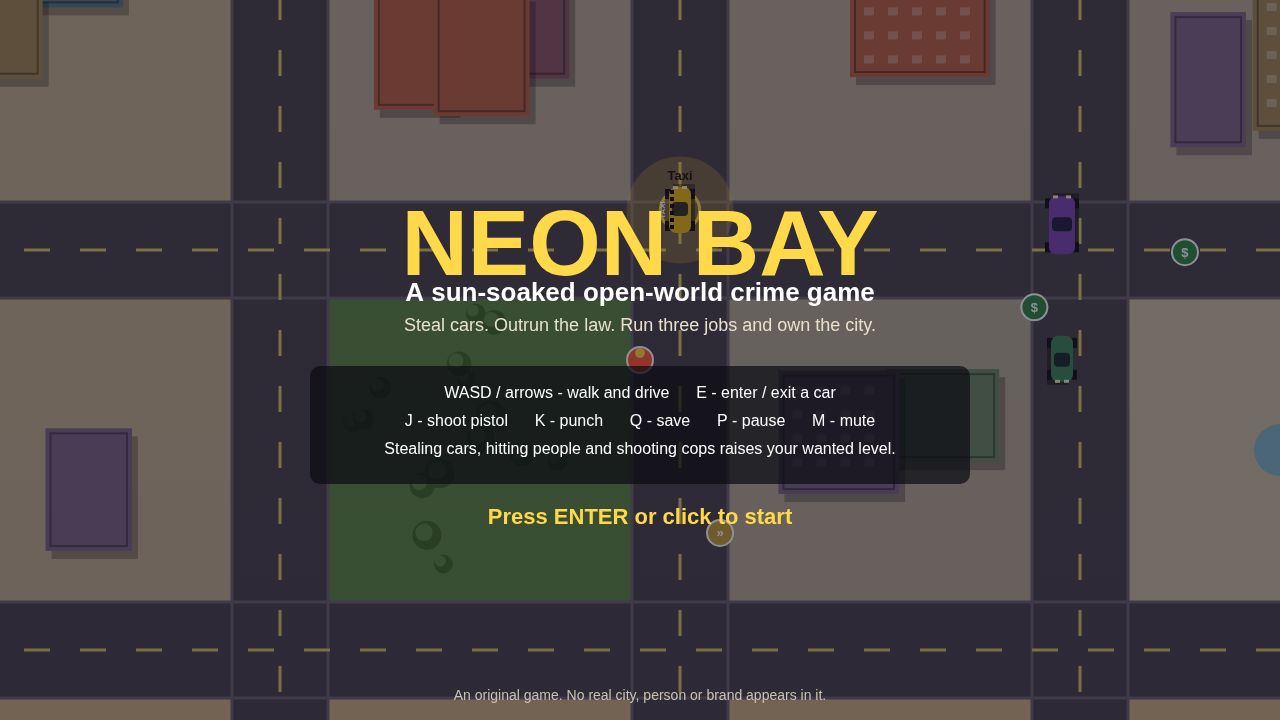 Taxi
TAXI
NEON BAY
A sun-soaked open-world crime game
Steal cars. Outrun the law. Run three jobs and own the city.
WASD / arrows - walk and drive E - enter / exit a car
J - shoot pistol K - punch Q - save P - pause M - mute
Stealing cars, hitting people and shooting cops raises your wanted level.
Press ENTER or click to start
An original game. No real city, person or brand appears in it.
$
$
»